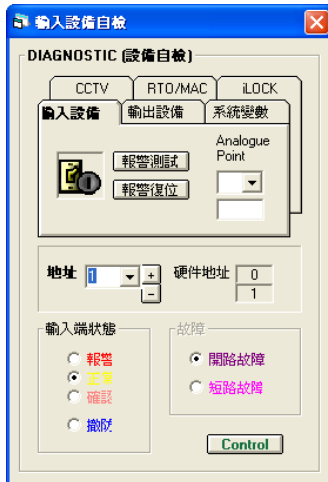 輸入設備自檢
DIAGNOSTIC (設備自檢)
CCTV RTO/MAC iLOCK
輸入設備 輸出設備 系統變數
Analogue
Point
報警測試
報警復位
地址 1 + 硬件地址 0
- 1
輸入端狀態 故障
報警 開路故障
正常
確認 短路故障
撤防
Control